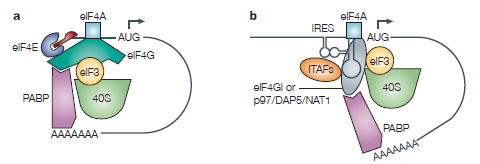 a
eIF4A
AUG
eIF4E
eIF4G
eIF3
PABP
40S
AAAAAAA
b
eIF4A
IRES
AUG
ITAFs
eIF3
eIF4GI or
p97/DAP5/NAT1
40S
PABP
AAAAAAA